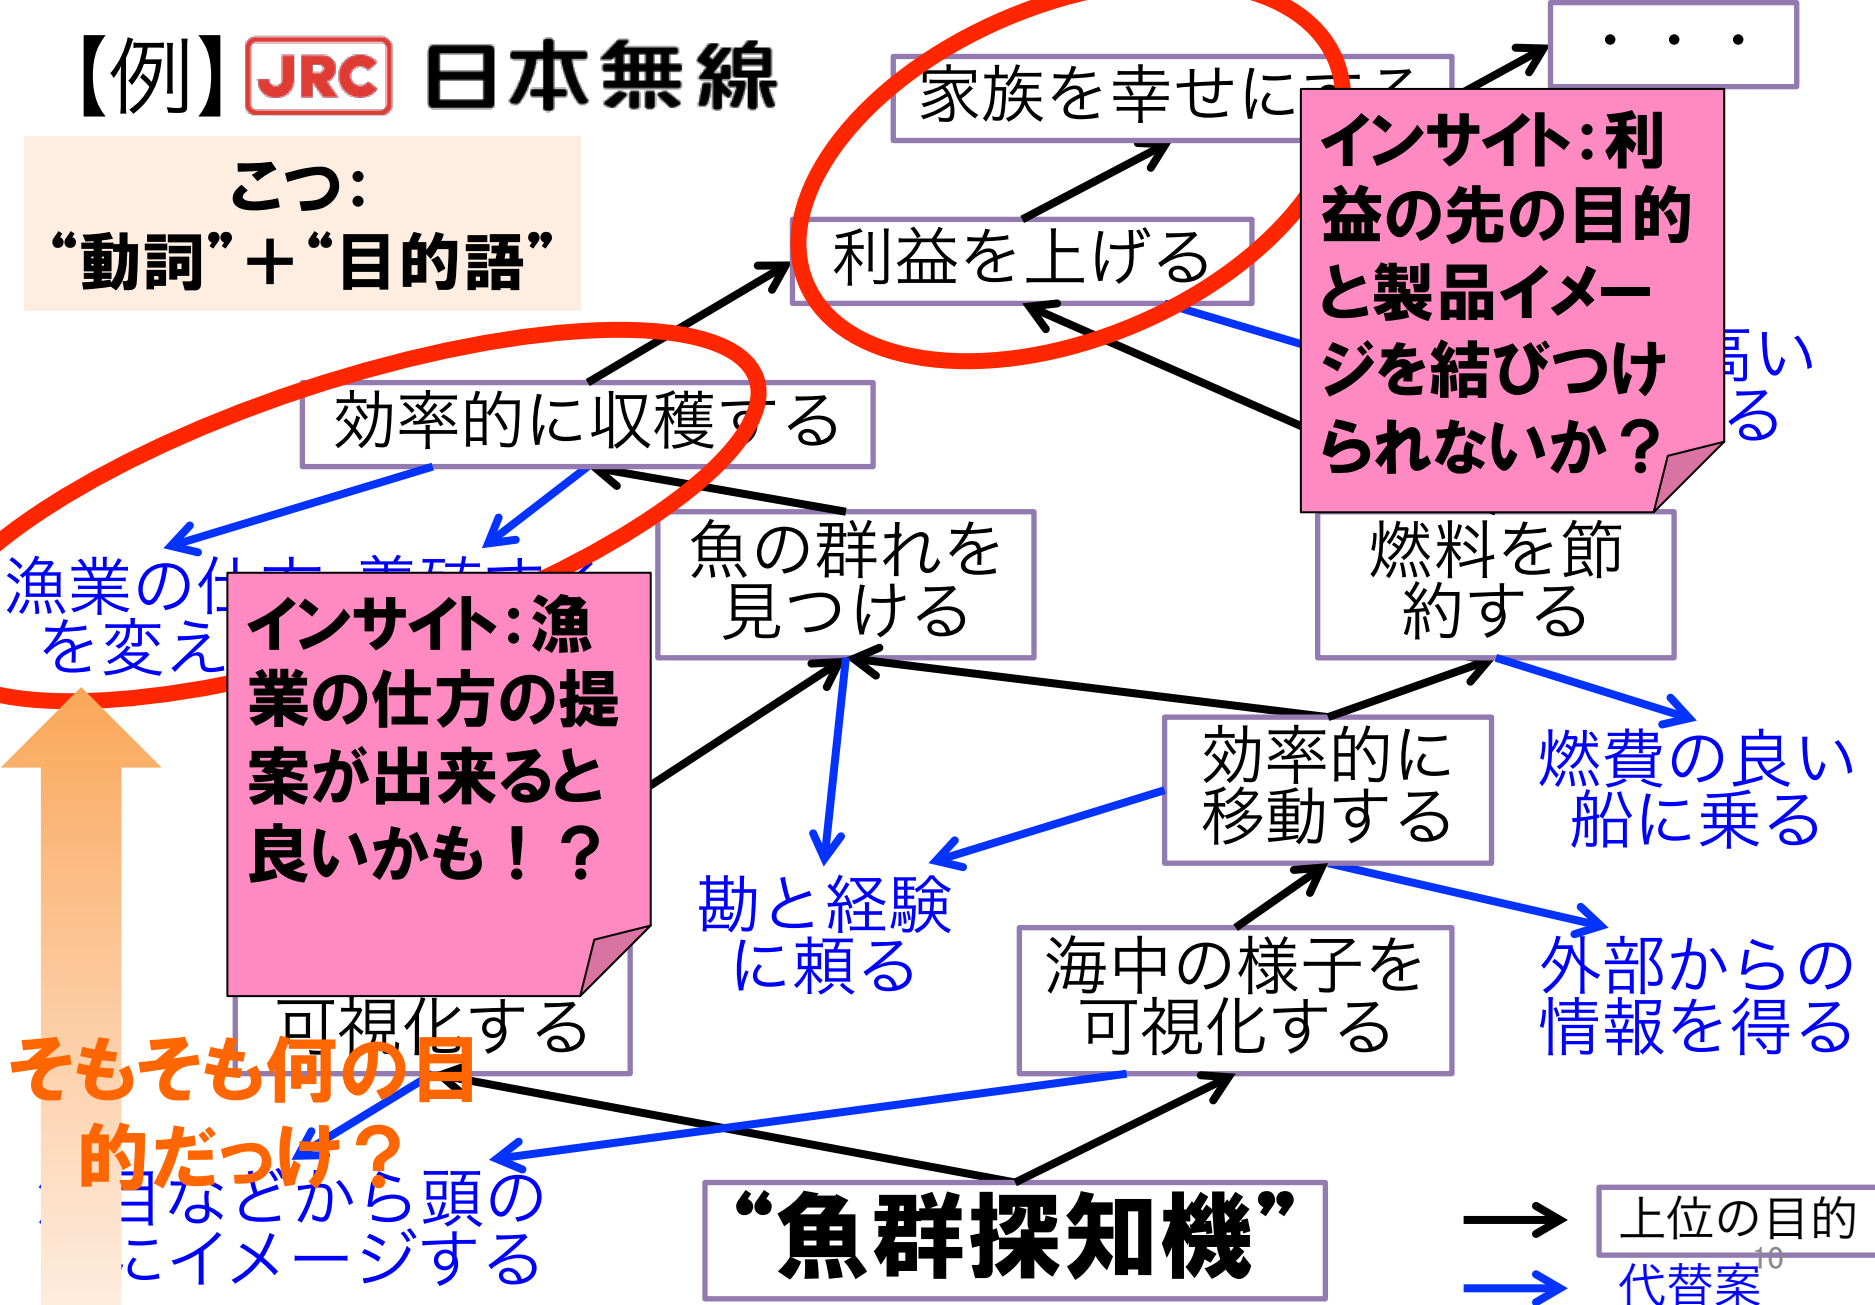 【例】JRC 日本無線
こつ：
“動詞”＋“目的語”
・・・
家族を幸せにする
利益を上げる
インサイト：利
益の先の目的
と製品イメー
ジを結びつけ
られないか？
高い
る
効率的に収穫する
漁業の仕方
を変え
魚の群れを
見つける
燃料を節
約する
インサイト：漁
業の仕方の提
案が出来ると
良いかも！？
効率的に
移動する
燃費の良い
船に乗る
勘と経験
に頼る
海中の様子を
可視化する
外部からの
情報を得る
可視化する
そもそも何の目
的だっけ？
目などから頭の
にイメージする
“魚群探知機”
上位の目的
代替案
10